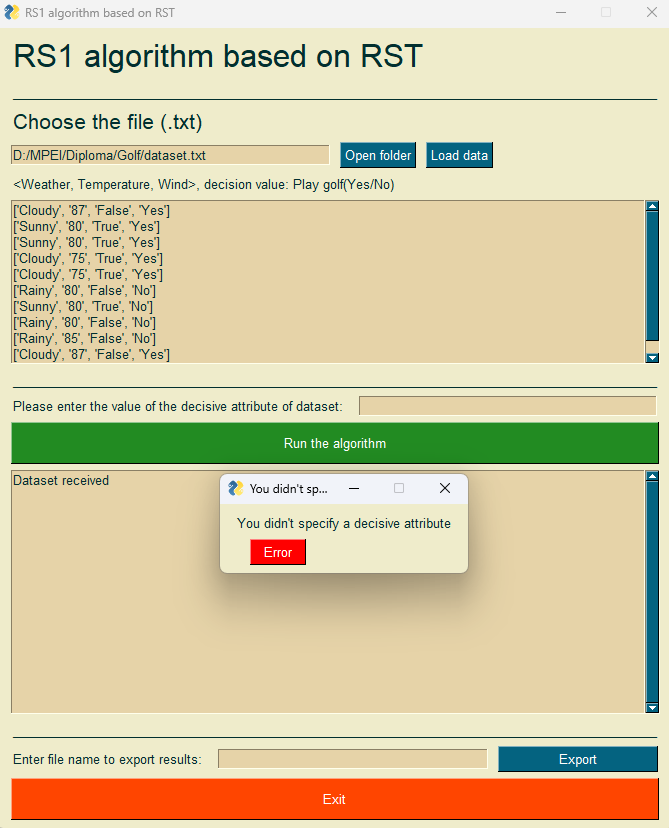 RS1 algorithm based on RST
RS1 algorithm based on RST
Choose the file (.txt)
D:/MPEI/Diploma/Golf/dataset.txt Open folder Load data
<Weather, Temperature, Wind>, decision value: Play golf(Yes/No)
['Cloudy', '87', 'False', 'Yes']
['Sunny', '80', 'True', 'Yes']
['Sunny', '80', 'True', 'Yes']
['Cloudy', '75', 'True', 'Yes']
['Cloudy', '75', 'True', 'Yes']
['Rainy', '80', 'False', 'No']
['Sunny', '80', 'True', 'No']
['Rainy', '80', 'False', 'No']
['Rainy', '85', 'False', 'No']
['Cloudy', '87', 'False', 'Yes']
Please enter the value of the decisive attribute of dataset:
Run the algorithm
Dataset received
You didn't sp...
You didn't specify a decisive attribute
Error
Enter file name to export results: Export
Exit